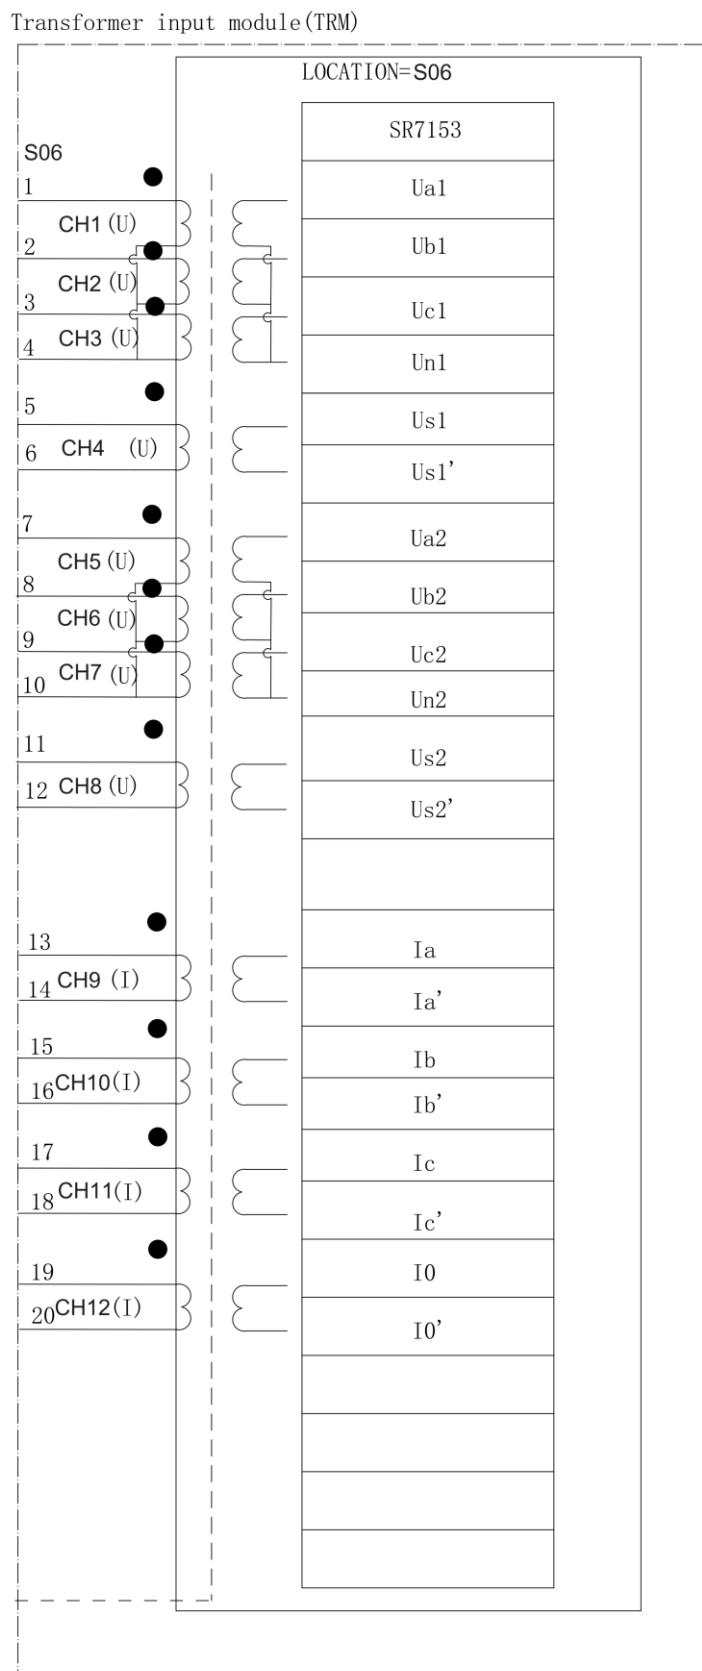 Transformer input module(TRM)
LOCATION=S06
SR7153
S06
1
Ua1
CH1 (U)
2
Ub1
CH2 (U)
3
Uc1
CH3 (U)
4
Un1
5
Us1
6 CH4 (U)
Us1’
7
Ua2
CH5 (U)
8
Ub2
CH6 (U)
9
Uc2
CH7 (U)
10
Un2
11
Us2
12 CH8 (U)
Us2’
13
Ia
14 CH9 (I)
Ia’
15
Ib
16 CH10(I)
Ib’
17
Ic
18 CH11(I)
Ic’
19
I0
20 CH12(I)
I0’